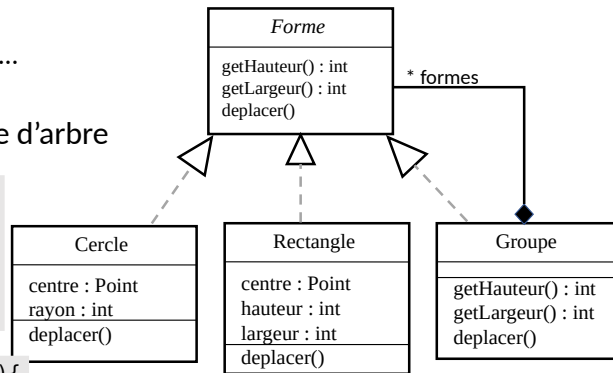 ...
e d’arbre
Forme
getHauteur() : int
getLargeur() : int
deplacer()
* formes
Cercle
centre : Point
rayon : int
deplacer()
Rectangle
centre : Point
hauteur : int
largeur : int
deplacer()
Groupe
getHauteur() : int
getLargeur() : int
deplacer()
) {